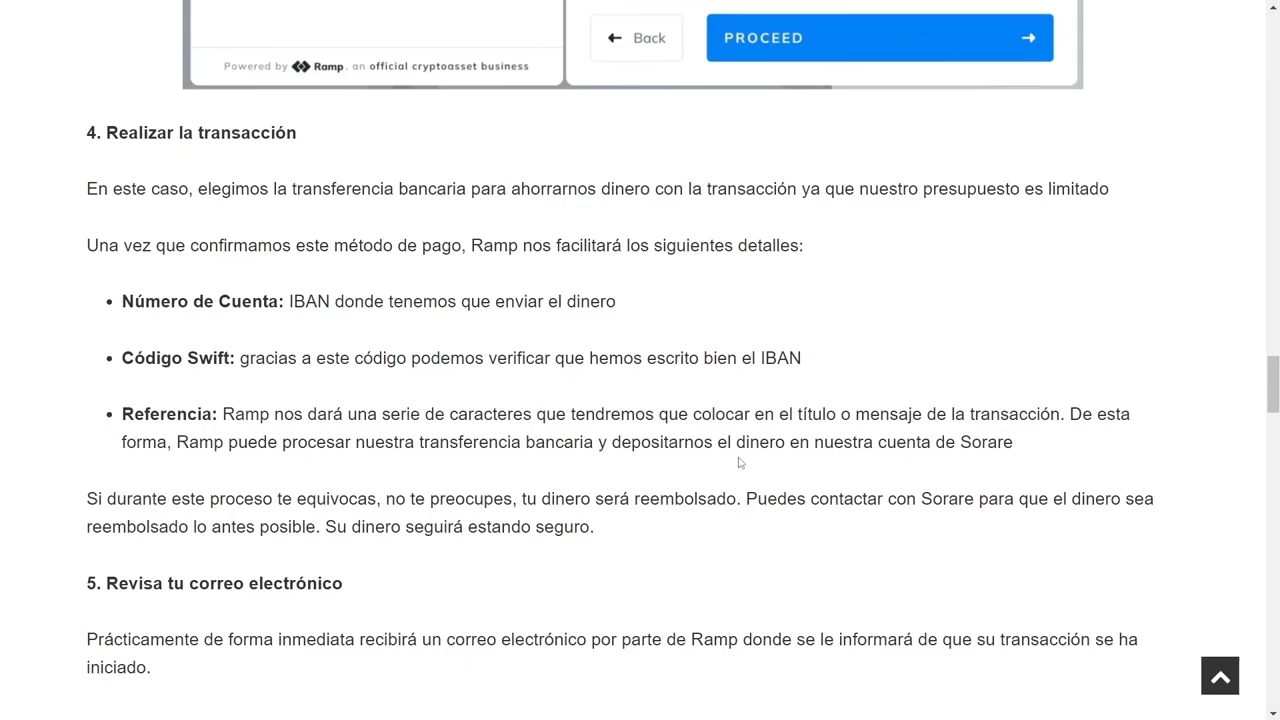 ← Back
PROCEED →
Powered by Ramp, an official cryptoasset business
4. Realizar la transacción
En este caso, elegimos la transferencia bancaria para ahorrarnos dinero con la transacción ya que nuestro presupuesto es limitado
Una vez que confirmamos este método de pago, Ramp nos facilitará los siguientes detalles:
• Número de Cuenta: IBAN donde tenemos que enviar el dinero
• Código Swift: gracias a este código podemos verificar que hemos escrito bien el IBAN
• Referencia: Ramp nos dará una serie de caracteres que tendremos que colocar en el título o mensaje de la transacción. De esta
forma, Ramp puede procesar nuestra transferencia bancaria y depositarnos el dinero en nuestra cuenta de Sorare
Si durante este proceso te equivocas, no te preocupes, tu dinero será reembolsado. Puedes contactar con Sorare para que el dinero sea
reembolsado lo antes posible. Su dinero seguirá estando seguro.
5. Revisa tu correo electrónico
Prácticamente de forma inmediata recibirá un correo electrónico por parte de Ramp donde se le informará de que su transacción se ha
iniciado.